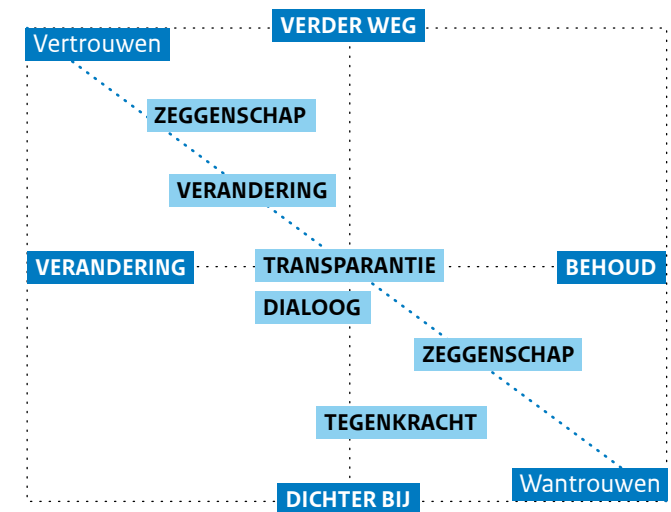 VERDER WEG
Vertrouwen
ZEGGENSCHAP
VERANDERING
VERANDERING
TRANSPARANTIE
BEHOUD
DIALOOG
ZEGGENSCHAP
TEGENKRACHT
Wantrouwen
DICHTER BIJ